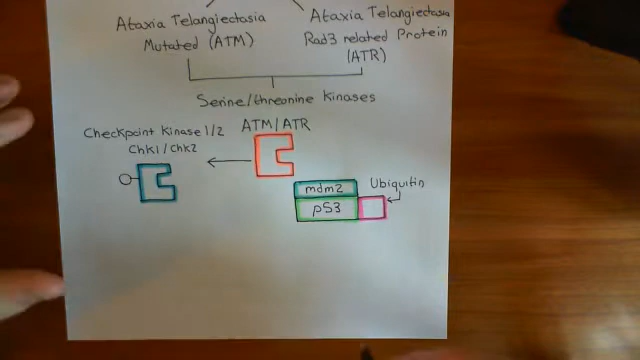 Ataxia Telangiectasia
Mutated (ATM)
Ataxia Telangiectasia
Rad3 related Protein
(ATR)
Serine/threonine Kinases
Checkpoint Kinase 1/2
Chk1/Chk2
ATM/ATR
mdm2
p53
Ubiquitin